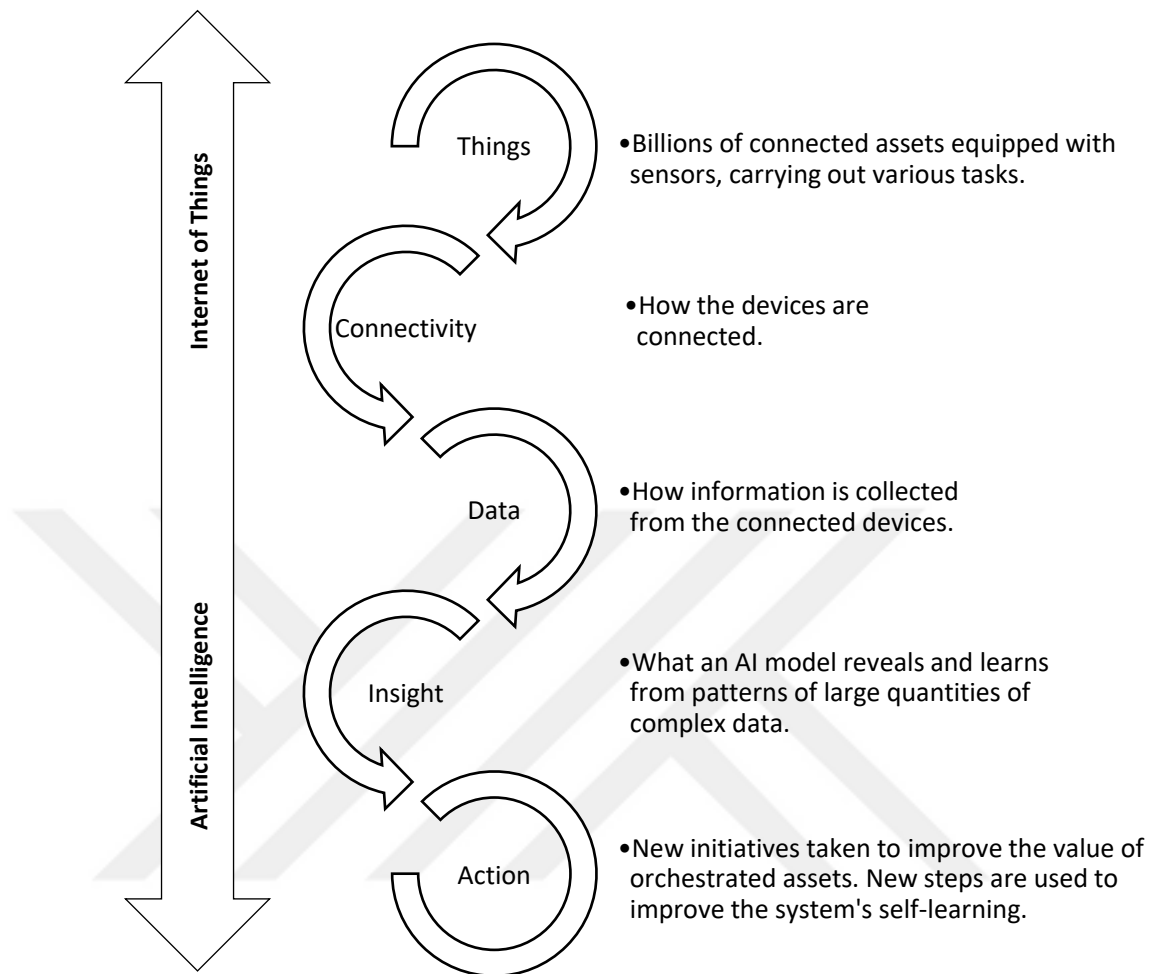 Internet of Things
Artificial Intelligence
Things
•Billions of connected assets equipped with
sensors, carrying out various tasks.
Connectivity
•How the devices are
connected.
Data
•How information is collected
from the connected devices.
Insight
•What an AI model reveals and learns
from patterns of large quantities of
complex data.
Action
•New initiatives taken to improve the value of
orchestrated assets. New steps are used to
improve the system's self-learning.